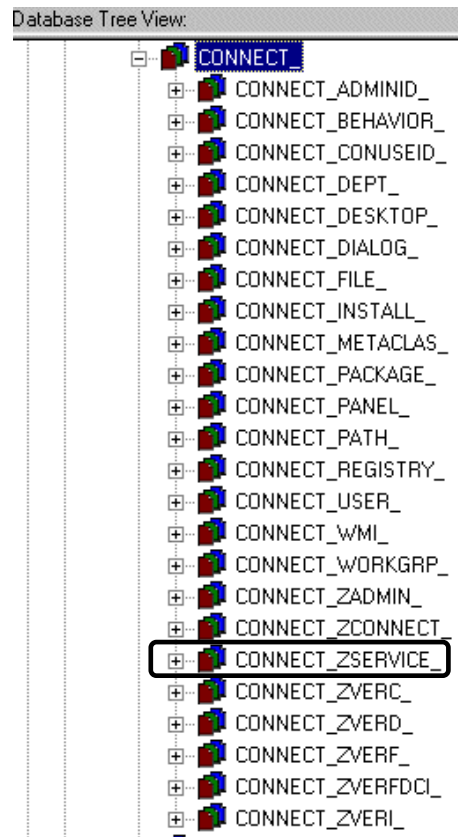 Database Tree View:
CONNECT_
CONNECT_ADMINID_
CONNECT_BEHAVIOR_
CONNECT_CONUSEID_
CONNECT_DEPT_
CONNECT_DESKTOP_
CONNECT_DIALOG_
CONNECT_FILE_
CONNECT_INSTALL_
CONNECT_METACLAS_
CONNECT_PACKAGE_
CONNECT_PANEL_
CONNECT_PATH_
CONNECT_REGISTRY_
CONNECT_USER_
CONNECT_WMI_
CONNECT_WORKGRP_
CONNECT_ZADMIN_
CONNECT_ZCONNECT_
CONNECT_ZSERVICE_
CONNECT_ZVERC_
CONNECT_ZVERD_
CONNECT_ZVERF_
CONNECT_ZVERFDCI_
CONNECT_ZVERI_